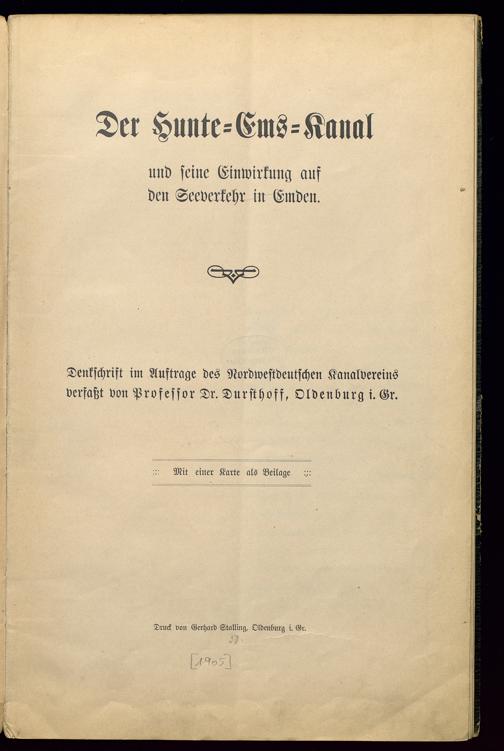 Der Hunte-Ems-Kanal
und seine Einwirkung auf
den Seeverkehr in Emden.
Denkschrift im Auftrage des Nordwestdeutschen Kanalvereins
verfaßt von Professor Dr. Dursthoff, Oldenburg i. Gr.
Mit einer Karte als Beilage
Druck von Gerhard Stalling, Oldenburg i. Gr.
[1905]